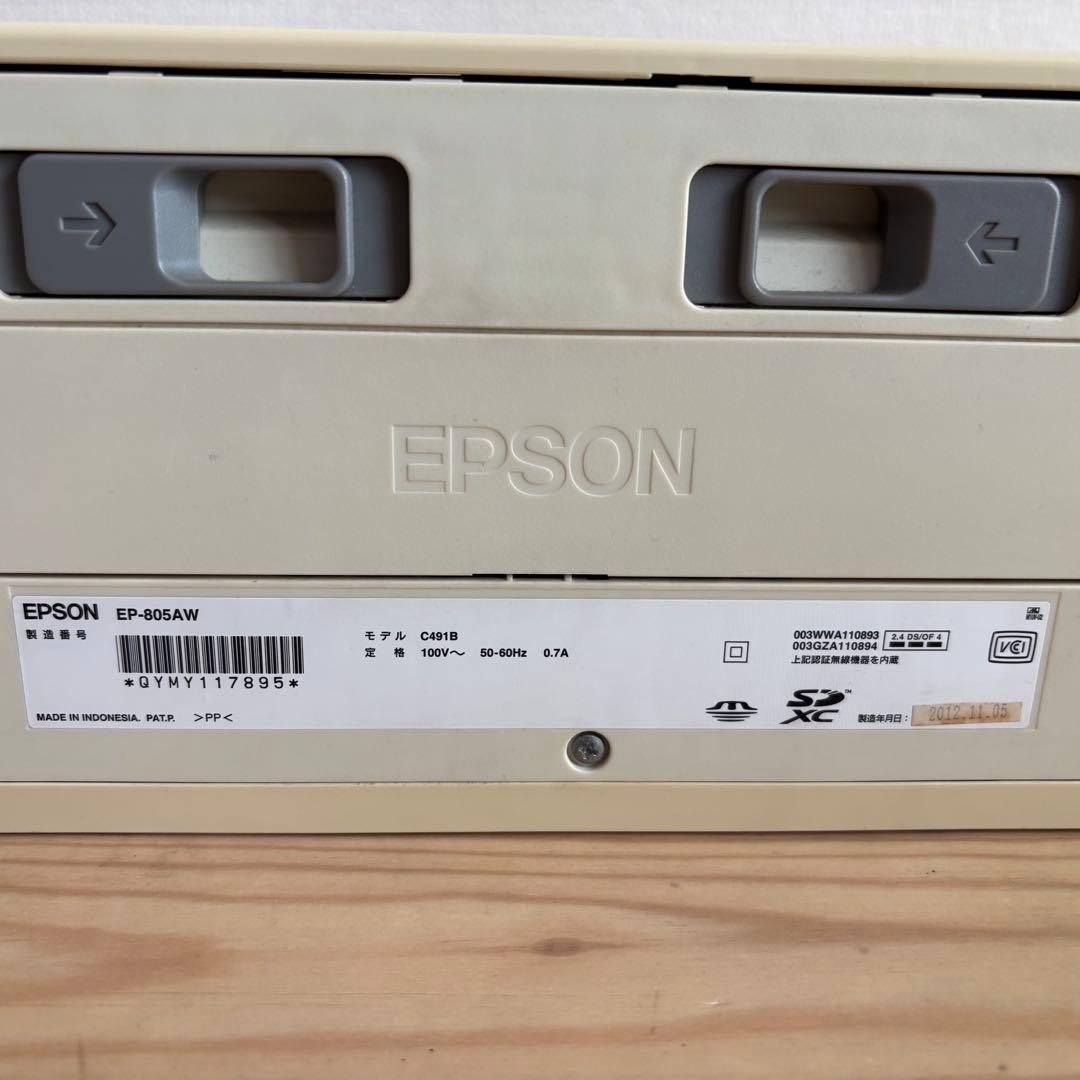 EPSON
EPSON EP-805AW
製造番号
*QYMY117895*
MADE IN INDONESIA. PAT.P. >PP<
モデル C491B
定格 100V～ 50-60Hz 0.7A
003WWA110893
003GZA110894
2.4 DS/OF 4
上記認証無線機器を内蔵
VCI
SD XC™
製造年月日: 2012.11.05